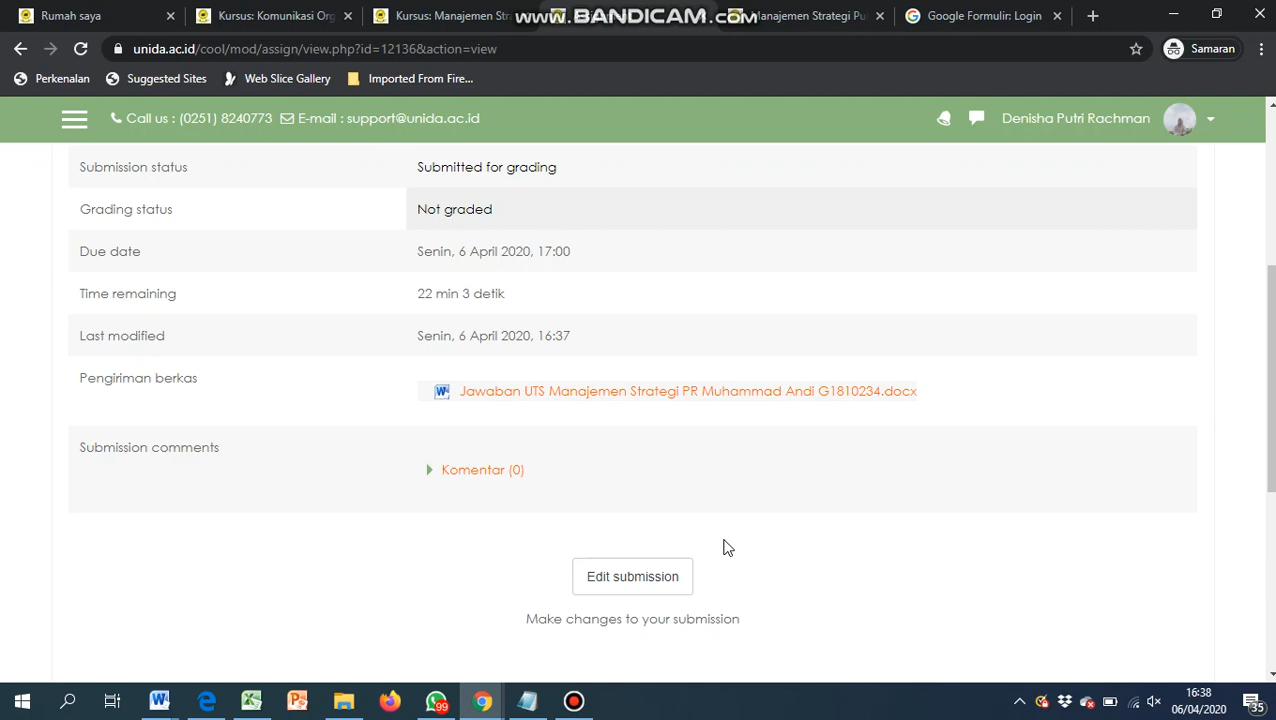 Rumah saya
Kursus: Komunikasi Org
Kursus: Manajemen Str
Manajemen Strategi Pu
Google Formulir: Login
www.BANDICAM.com
unida.ac.id/cool/mod/assign/view.php?id=12136&action=view
Samaran
Perkenalan
Suggested Sites
Web Slice Gallery
Imported From Fire...
Call us : (0251) 8240773 E-mail : support@unida.ac.id
Denisha Putri Rachman
Submission status Submitted for grading
Grading status Not graded
Due date Senin, 6 April 2020, 17:00
Time remaining 22 min 3 detik
Last modified Senin, 6 April 2020, 16:37
Pengiriman berkas
Jawaban UTS Manajemen Strategi PR Muhammad Andi G1810234.docx
Submission comments
Komentar (0)
Edit submission
Make changes to your submission
99
16:38
06/04/2020
35